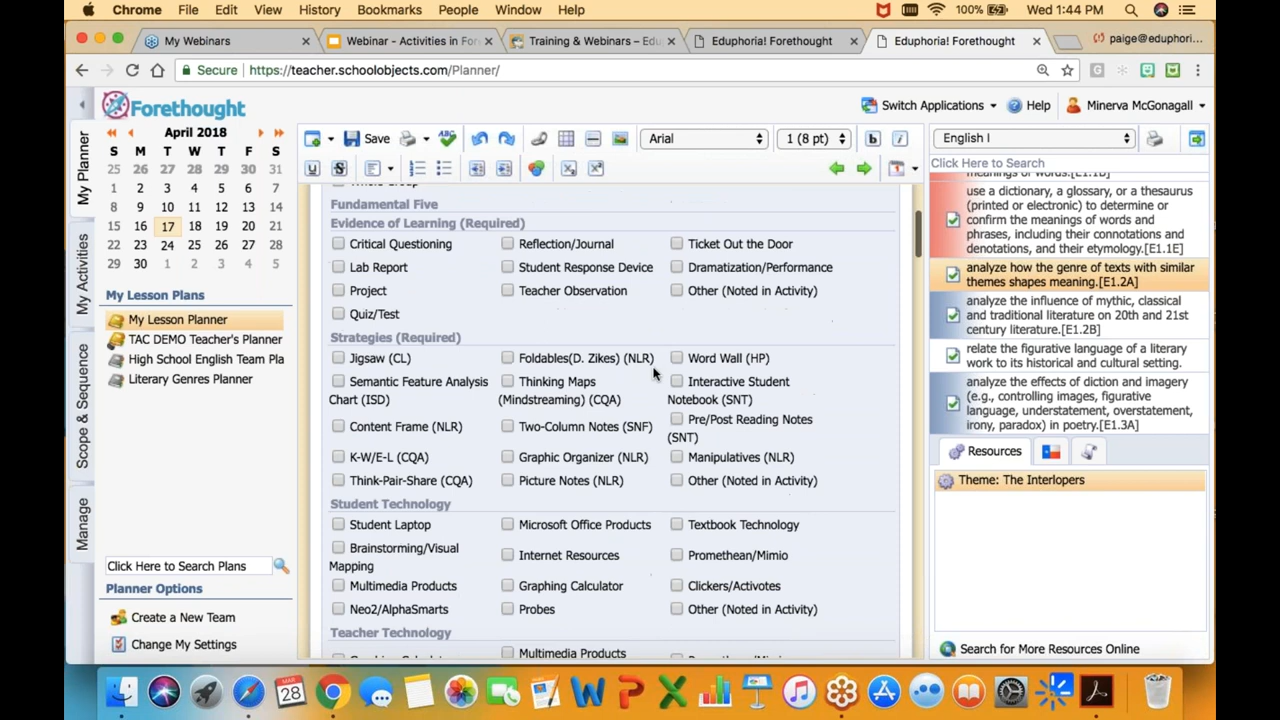 Chrome File Edit View History Bookmarks People Window Help 100% Wed 1:44 PM
My Webinars Webinar - Activities in For Training & Webinars – Edu Eduphoria! Forethought Eduphoria! Forethought paige@eduphori...
Secure https://teacher.schoolobjects.com/Planner/
Forethought Switch Applications Help Minerva McGonagall
My Planner
My Activities
Scope & Sequence
Manage
April 2018
S M T W T F S
25 26 27 28 29 30 31
1 2 3 4 5 6 7
8 9 10 11 12 13 14
15 16 17 18 19 20 21
22 23 24 25 26 27 28
29 30 1 2 3 4 5
My Lesson Plans
My Lesson Planner
TAC DEMO Teacher's Planner
High School English Team Pla
Literary Genres Planner
Click Here to Search Plans
Planner Options
Create a New Team
Change My Settings
Save ABC Arial 1 (8 pt) b i
U S
Whole Group
Fundamental Five
Evidence of Learning (Required)
Critical Questioning Reflection/Journal Ticket Out the Door
Lab Report Student Response Device Dramatization/Performance
Project Teacher Observation Other (Noted in Activity)
Quiz/Test
Strategies (Required)
Jigsaw (CL) Foldables(D. Zikes) (NLR) Word Wall (HP)
Semantic Feature Analysis Thinking Maps Interactive Student
Chart (ISD) (Mindstreaming) (CQA) Notebook (SNT)
Content Frame (NLR) Two-Column Notes (SNF) Pre/Post Reading Notes
(SNT)
K-W/E-L (CQA) Graphic Organizer (NLR) Manipulatives (NLR)
Think-Pair-Share (CQA) Picture Notes (NLR) Other (Noted in Activity)
Student Technology
Student Laptop Microsoft Office Products Textbook Technology
Brainstorming/Visual Internet Resources Promethean/Mimio
Mapping
Multimedia Products Graphing Calculator Clickers/Activotes
Neo2/AlphaSmarts Probes Other (Noted in Activity)
Teacher Technology
Multimedia Products
English I
Click Here to Search
meanings of words.[E1.1B]
use a dictionary, a glossary, or a thesaurus
(printed or electronic) to determine or
confirm the meanings of words and
phrases, including their connotations and
denotations, and their etymology.[E1.1E]
analyze how the genre of texts with similar
themes shapes meaning.[E1.2A]
analyze the influence of mythic, classical
and traditional literature on 20th and 21st
century literature.[E1.2B]
relate the figurative language of a literary
work to its historical and cultural setting.
analyze the effects of diction and imagery
(e.g., controlling images, figurative
language, understatement, overstatement,
irony, paradox) in poetry.[E1.3A]
Resources
Theme: The Interlopers
Search for More Resources Online
MAR
28